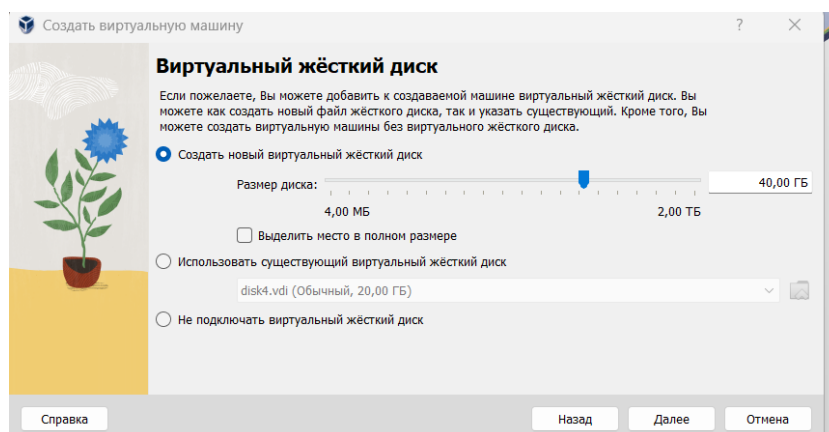 Создать виртуальную машину ?
Виртуальный жёсткий диск
Если пожелаете, Вы можете добавить к создаваемой машине виртуальный жёсткий диск. Вы
можете как создать новый файл жёсткого диска, так и указать существующий. Кроме того, Вы
можете создать виртуальную машины без виртуального жёсткого диска.
Создать новый виртуальный жёсткий диск
Размер диска: 40,00 ГБ
4,00 МБ 2,00 ТБ
Выделить место в полном размере
Использовать существующий виртуальный жёсткий диск
disk4.vdi (Обычный, 20,00 ГБ)
Не подключать виртуальный жёсткий диск
Справка Назад Далее Отмена